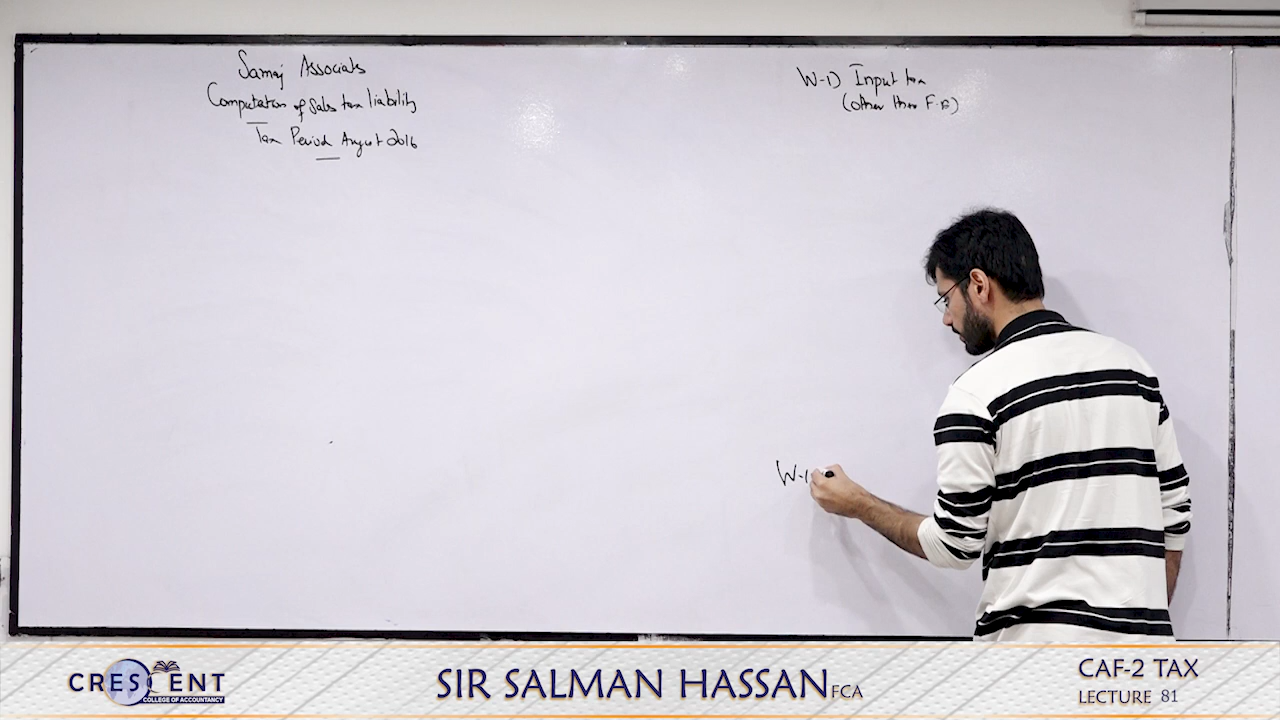 Samaj Associates
Computation of Sales tax liability
Tax Period August 2016
W-1) Input tax
(other than F.A)
W-1
CRESCENT
COLLEGE OF ACCOUNTANCY
SIR SALMAN HASSAN FCA
CAF-2 TAX
LECTURE 81